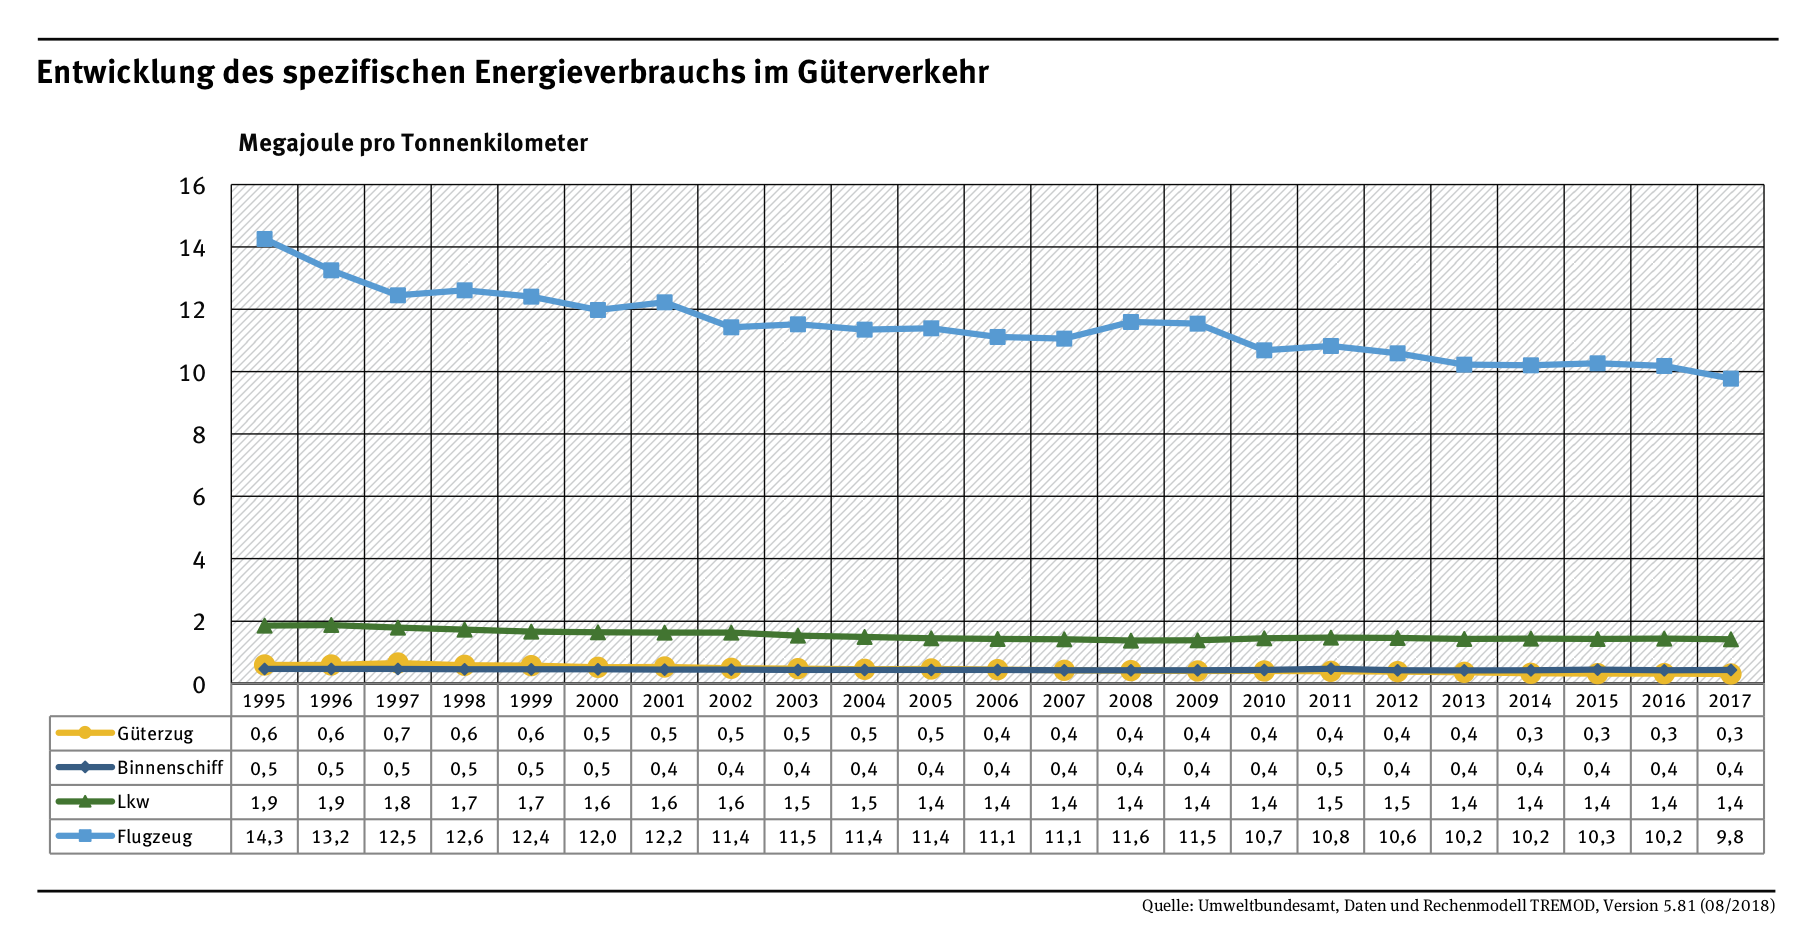 Entwicklung des spezifischen Energieverbrauchs im Güterverkehr
Megajoule pro Tonnenkilometer
16
14
12
10
8
6
4
2
0
1995 1996 1997 1998 1999 2000 2001 2002 2003 2004 2005 2006 2007 2008 2009 2010 2011 2012 2013 2014 2015 2016 2017
Güterzug 0,6 0,6 0,7 0,6 0,6 0,5 0,5 0,5 0,5 0,5 0,5 0,4 0,4 0,4 0,4 0,4 0,4 0,4 0,4 0,3 0,3 0,3 0,3
Binnenschiff 0,5 0,5 0,5 0,5 0,5 0,5 0,4 0,4 0,4 0,4 0,4 0,4 0,4 0,4 0,4 0,4 0,5 0,4 0,4 0,4 0,4 0,4 0,4
Lkw 1,9 1,9 1,8 1,7 1,7 1,6 1,6 1,6 1,5 1,5 1,4 1,4 1,4 1,4 1,4 1,4 1,5 1,5 1,4 1,4 1,4 1,4 1,4
Flugzeug 14,3 13,2 12,5 12,6 12,4 12,0 12,2 11,4 11,5 11,4 11,4 11,1 11,1 11,6 11,5 10,7 10,8 10,6 10,2 10,2 10,3 10,2 9,8
Quelle: Umweltbundesamt, Daten und Rechenmodell TREMOD, Version 5.81 (08/2018)